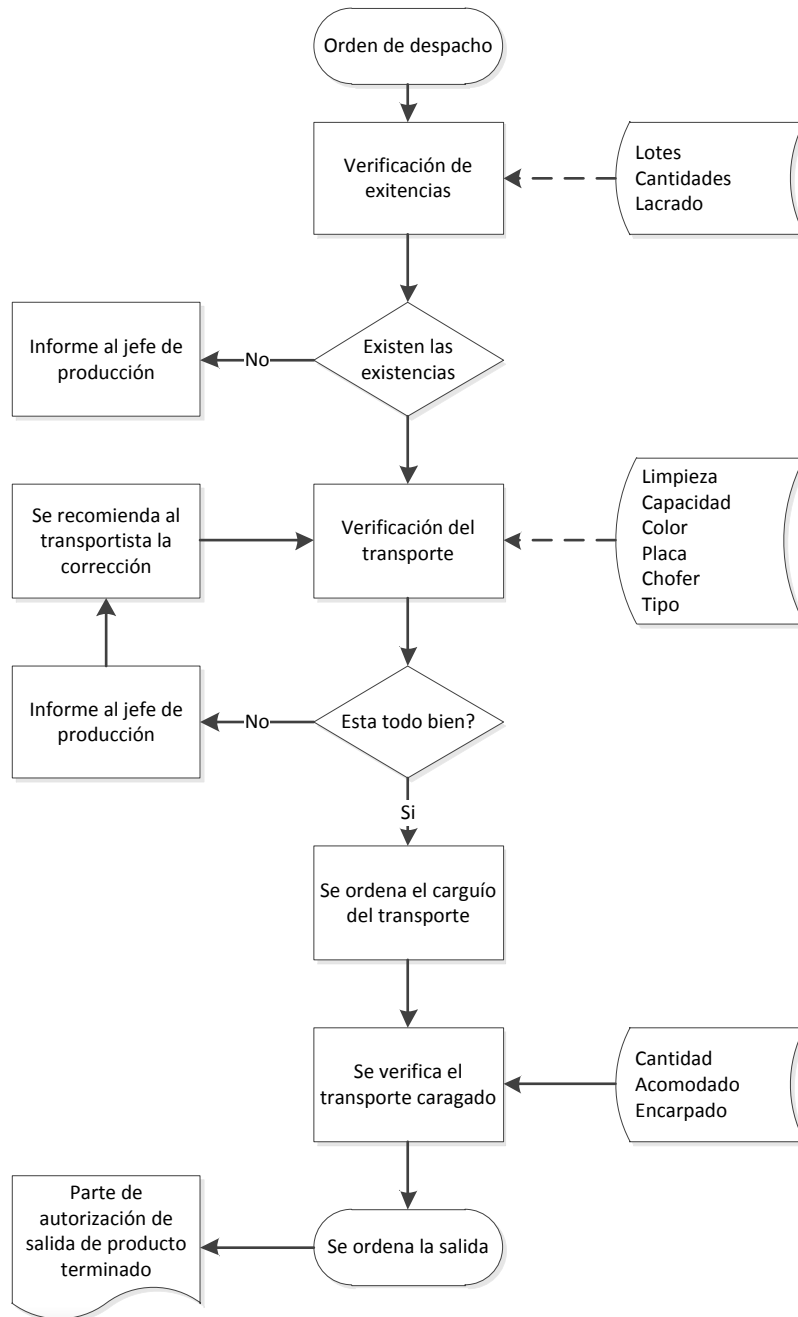 Orden de despacho
Verificación de
exitencias
Lotes
Cantidades
Lacrado
Existen las
existencias
No
Informe al jefe de
producción
Verificación del
transporte
Limpieza
Capacidad
Color
Placa
Chofer
Tipo
Se recomienda al
transportista la
corrección
Esta todo bien?
No
Informe al jefe de
producción
Si
Se ordena el carguío
del transporte
Se verifica el
transporte caragado
Cantidad
Acomodado
Encarpado
Se ordena la salida
Parte de
autorización de
salida de producto
terminado